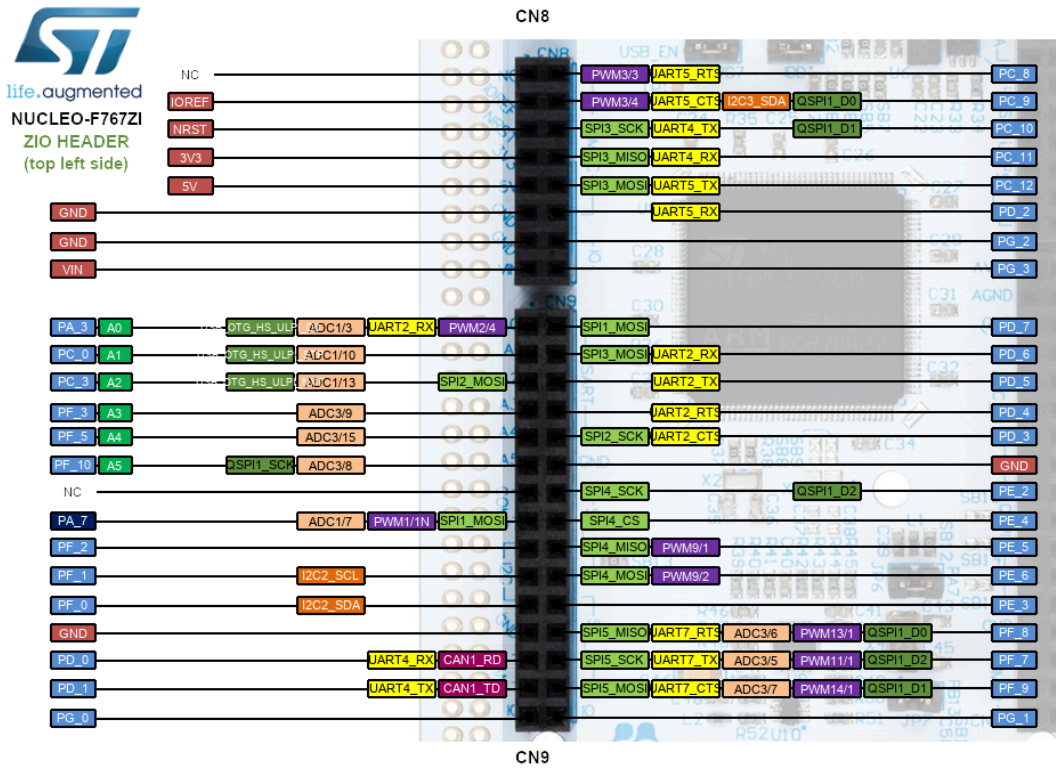 CN8
life.augmented
NUCLEO-F767ZI
ZIO HEADER
(top left side)
CN8 USB_EN
NC PWM3/3 UART5_RTS PC_8
IOREF PWM3/4 UART5_CTS I2C3_SDA QSPI1_D0 PC_9
NRST SPI3_SCK UART4_TX QSPI1_D1 PC_10
3V3 SPI3_MISO UART4_RX PC_11
5V SPI3_MOSI UART5_TX PC_12
GND UART5_RX PD_2
GND PG_2
VIN PG_3
CN9
PA_3 A0 OTG_HS_ULP ADC1/3 UART2_RX PWM2/4 SPI1_MOSI PD_7
PC_0 A1 OTG_HS_ULP ADC1/10 SPI3_MOSI UART2_RX PD_6
PC_3 A2 OTG_HS_ULP ADC1/13 SPI2_MOSI UART2_TX PD_5
PF_3 A3 ADC3/9 UART2_RTS PD_4
PF_5 A4 ADC3/15 SPI2_SCK UART2_CTS PD_3
PF_10 A5 QSPI1_SCK ADC3/8 GND
NC SPI4_SCK QSPI1_D2 PE_2
PA_7 ADC1/7 PWM1/1N SPI1_MOSI SPI4_CS PE_4
PF_2 SPI4_MISO PWM9/1 PE_5
PF_1 I2C2_SCL SPI4_MOSI PWM9/2 PE_6
PF_0 I2C2_SDA PE_3
GND SPI5_MISO UART7_RTS ADC3/6 PWM13/1 QSPI1_D0 PF_8
PD_0 UART4_RX CAN1_RD SPI5_SCK UART7_TX ADC3/5 PWM11/1 QSPI1_D2 PF_7
PD_1 UART4_TX CAN1_TD SPI5_MOSI UART7_CTS ADC3/7 PWM14/1 QSPI1_D1 PF_9
PG_0 PG_1
CN9